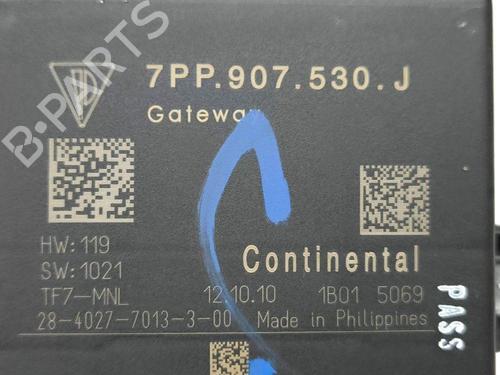 7PP.907.530.J
Gateway
HW:119
SW:1021
Continental
TF7-MNL 12.10.10 1B01 5069
28-4027-7013-3-00 Made in Philippines
PASS
B-PARTS